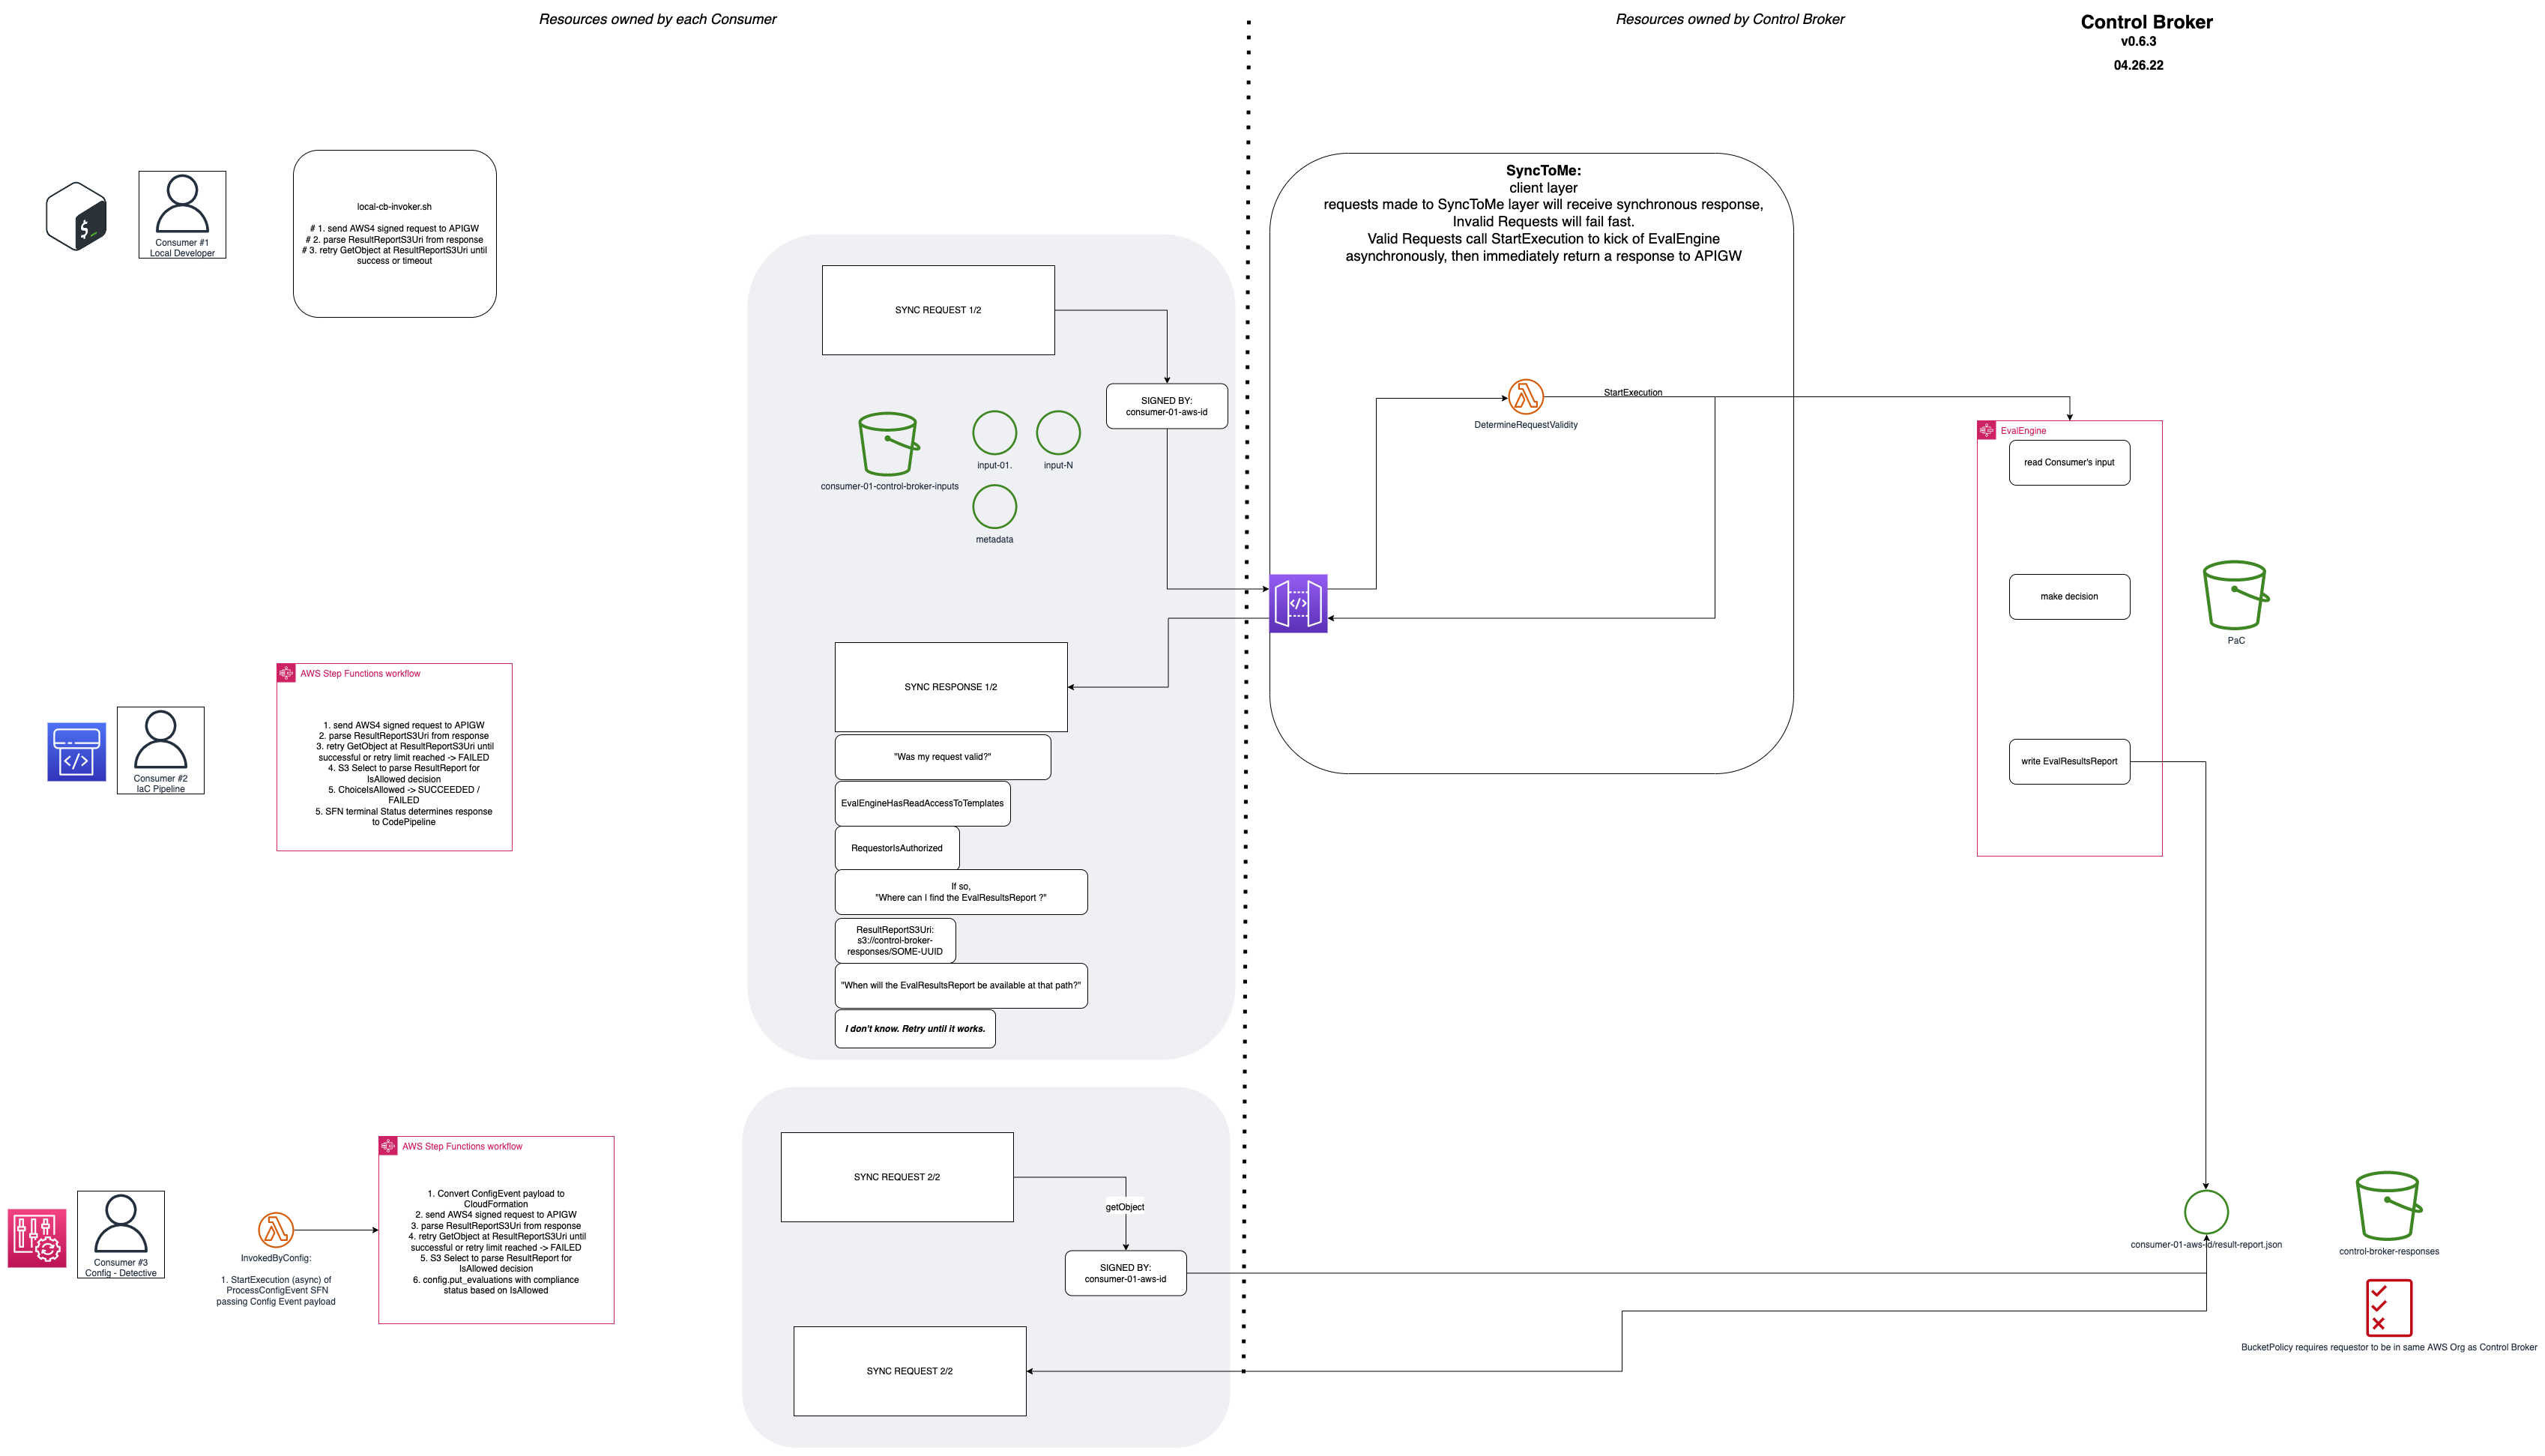 Resources owned by each Consumer
Resources owned by Control Broker
Control Broker
v0.6.3
04.26.22
$
Consumer #1
Local Developer
local-cb-invoker.sh
# 1. send AWS4 signed request to APIGW
# 2. parse ResultReportS3Uri from response
# 3. retry GetObject at ResultReportS3Uri until
success or timeout
SYNC REQUEST 1/2
SIGNED BY:
consumer-01-aws-id
consumer-01-control-broker-inputs
input-01.
input-N
metadata
SyncToMe:
client layer
requests made to SyncToMe layer will receive synchronous response,
Invalid Requests will fail fast.
Valid Requests call StartExecution to kick of EvalEngine
asynchronously, then immediately return a response to APIGW
StartExecution
DetermineRequestValidity
</>
EvalEngine
read Consumer's input
make decision
write EvalResultsReport
PaC
</>
Consumer #2
IaC Pipeline
AWS Step Functions workflow
1. send AWS4 signed request to APIGW
2. parse ResultReportS3Uri from response
3. retry GetObject at ResultReportS3Uri until
successful or retry limit reached -> FAILED
4. S3 Select to parse ResultReport for
IsAllowed decision
5. ChoiceIsAllowed -> SUCCEEDED /
FAILED
5. SFN terminal Status determines response
to CodePipeline
SYNC RESPONSE 1/2
"Was my request valid?"
EvalEngineHasReadAccessToTemplates
RequestorIsAuthorized
If so,
"Where can I find the EvalResultsReport ?"
ResultReportS3Uri:
s3://control-broker-
responses/SOME-UUID
"When will the EvalResultsReport be available at that path?"
I don't know. Retry until it works.
Consumer #3
Config - Detective
InvokedByConfig:
1. StartExecution (async) of
ProcessConfigEvent SFN
passing Config Event payload
AWS Step Functions workflow
1. Convert ConfigEvent payload to
CloudFormation
2. send AWS4 signed request to APIGW
3. parse ResultReportS3Uri from response
4. retry GetObject at ResultReportS3Uri until
successful or retry limit reached -> FAILED
5. S3 Select to parse ResultReport for
IsAllowed decision
6. config.put_evaluations with compliance
status based on IsAllowed
SYNC REQUEST 2/2
getObject
SIGNED BY:
consumer-01-aws-id
SYNC REQUEST 2/2
consumer-01-aws-id/result-report.json
control-broker-responses
BucketPolicy requires requestor to be in same AWS Org as Control Broker